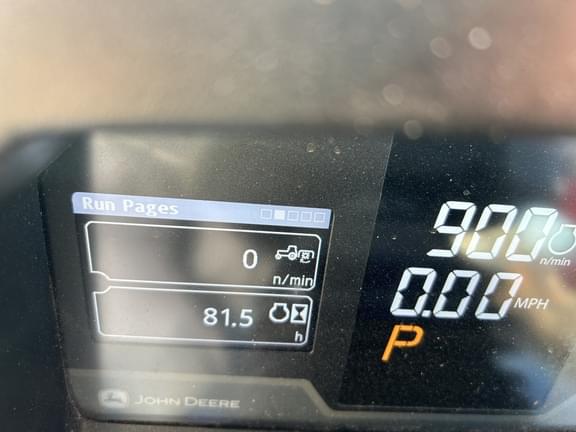 Run Pages
0
n/min
81.5
h
JOHN DEERE
900
n/min
0.00 MPH
P